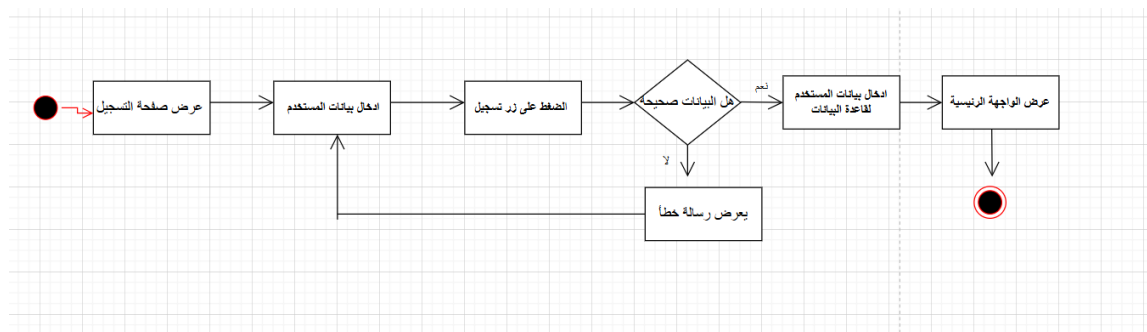 عرض صفحة التسجيل
ادخال بيانات المستخدم
الضغط على زر تسجيل
هل البيانات صحيحة
نعم
ادخال بيانات المستخدم
لقاعدة البيانات
عرض الواجهة الرئيسية
لا
يعرض رسالة خطأ